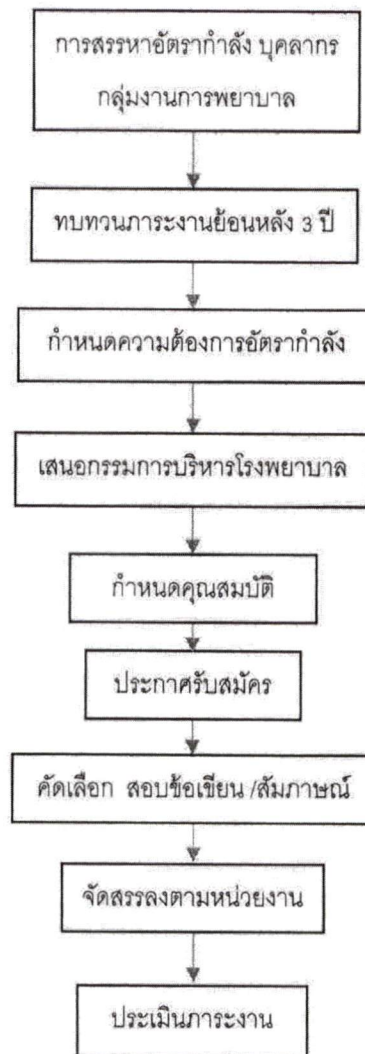 การสรรหาอัตรากำลัง บุคลากร
กลุ่มงานการพยาบาล
ทบทวนภาระงานย้อนหลัง 3 ปี
กำหนดความต้องการอัตรากำลัง
เสนอกรรมการบริหารโรงพยาบาล
กำหนดคุณสมบัติ
ประกาศรับสมัคร
คัดเลือก สอบข้อเขียน /สัมภาษณ์
จัดสรรลงตามหน่วยงาน
ประเมินภาระงาน